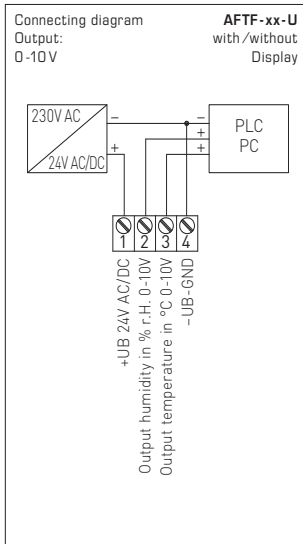 Connecting diagram
Output:
0-10 V
AFTF-xx-U
with/without
Display
230V AC
24V AC/DC
–
+
–
+
+
PLC
PC
1
2
3
4
+UB 24V AC/DC
Output humidity in % r.H. 0-10V
Output temperature in °C 0-10V
–UB-GND